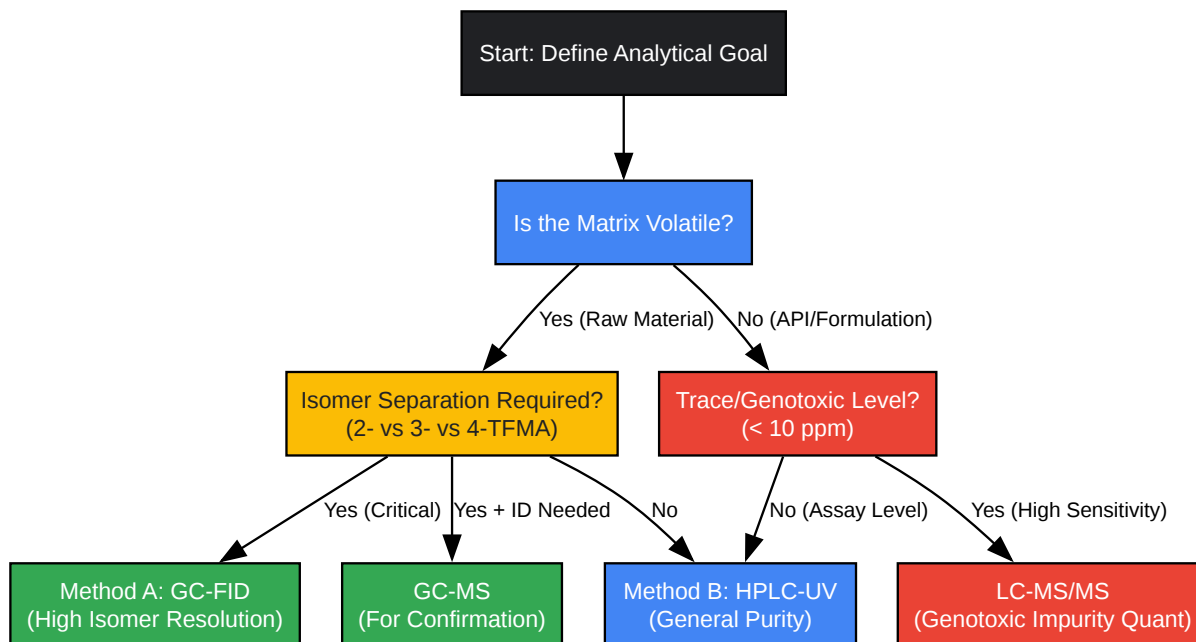 Start: Define Analytical Goal
Is the Matrix Volatile?
Yes (Raw Material)
No (API/Formulation)
Isomer Separation Required?
(2- vs 3- vs 4-TFMA)
Trace/Genotoxic Level?
(< 10 ppm)
Yes (Critical)
Yes + ID Needed
No
No (Assay Level)
Yes (High Sensitivity)
Method A: GC-FID
(High Isomer Resolution)
GC-MS
(For Confirmation)
Method B: HPLC-UV
(General Purity)
LC-MS/MS
(Genotoxic Impurity Quant)